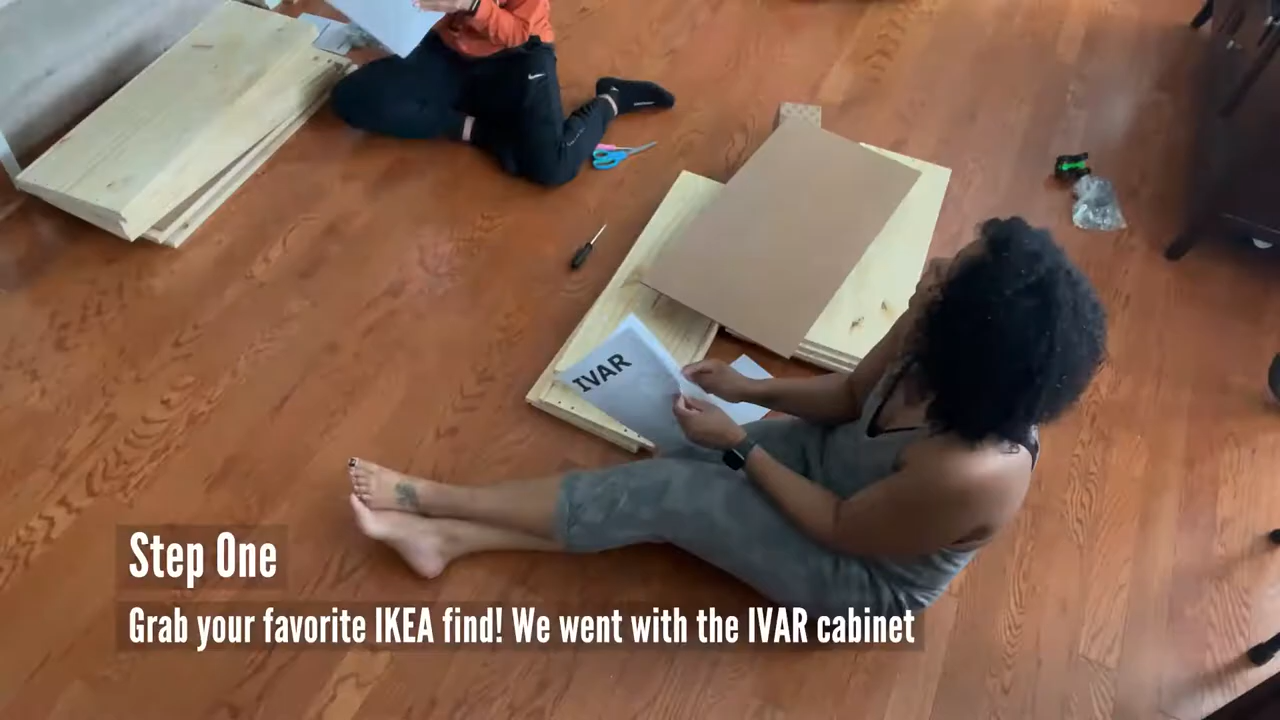 IVAR
Step One
Grab your favorite IKEA find! We went with the IVAR cabinet